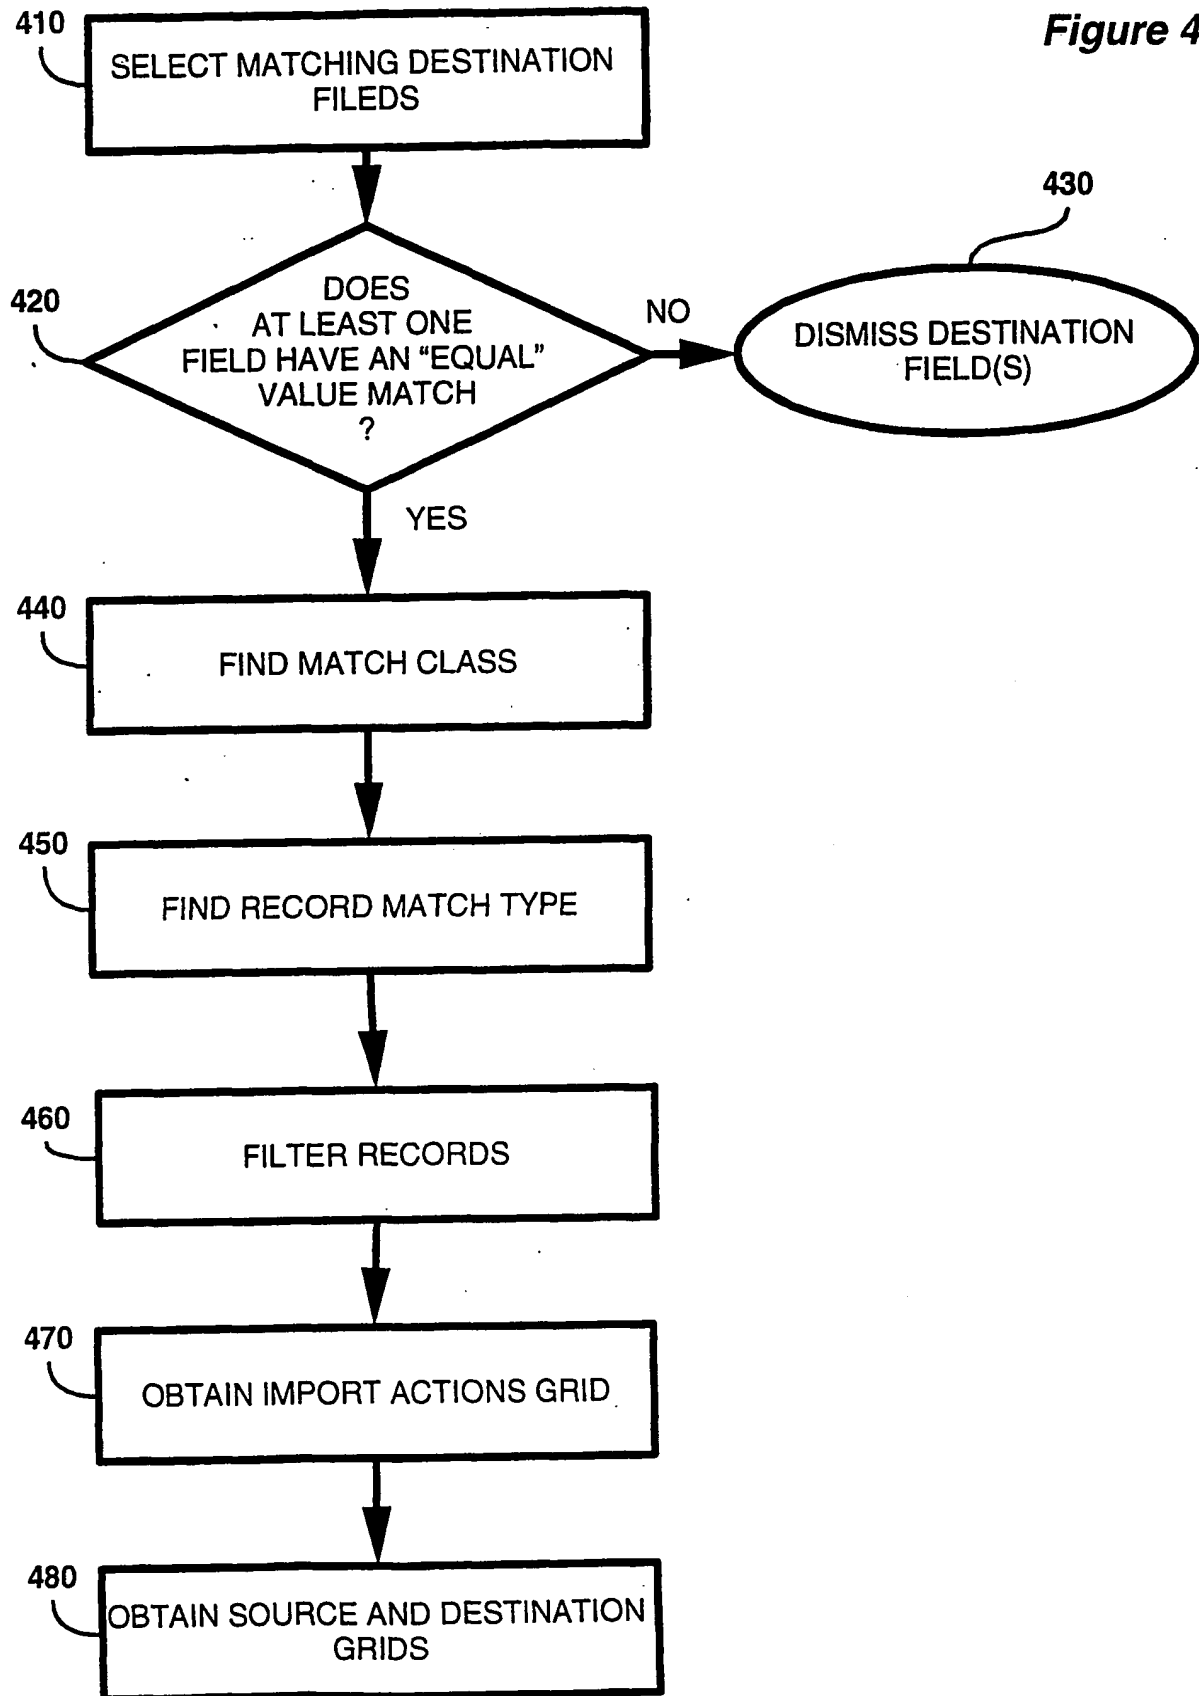 Figure 4
410
SELECT MATCHING DESTINATION
FILEDS
430
420
DOES
AT LEAST ONE
FIELD HAVE AN “EQUAL”
VALUE MATCH
?
NO
DISMISS DESTINATION
FIELD(S)
YES
440
FIND MATCH CLASS
450
FIND RECORD MATCH TYPE
460
FILTER RECORDS
470
OBTAIN IMPORT ACTIONS GRID
480
OBTAIN SOURCE AND DESTINATION
GRIDS